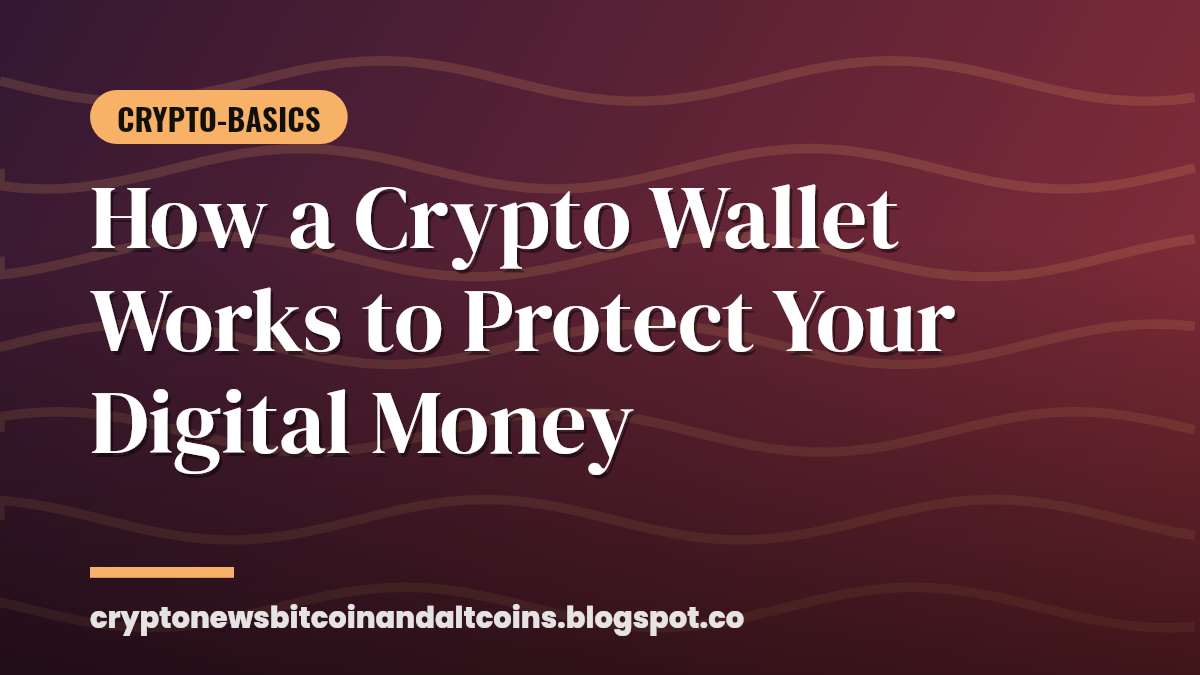 CRYPTO-BASICS
How a Crypto Wallet
Works to Protect Your
Digital Money
cryptonewsbitcoinandaltcoins.blogspot.co